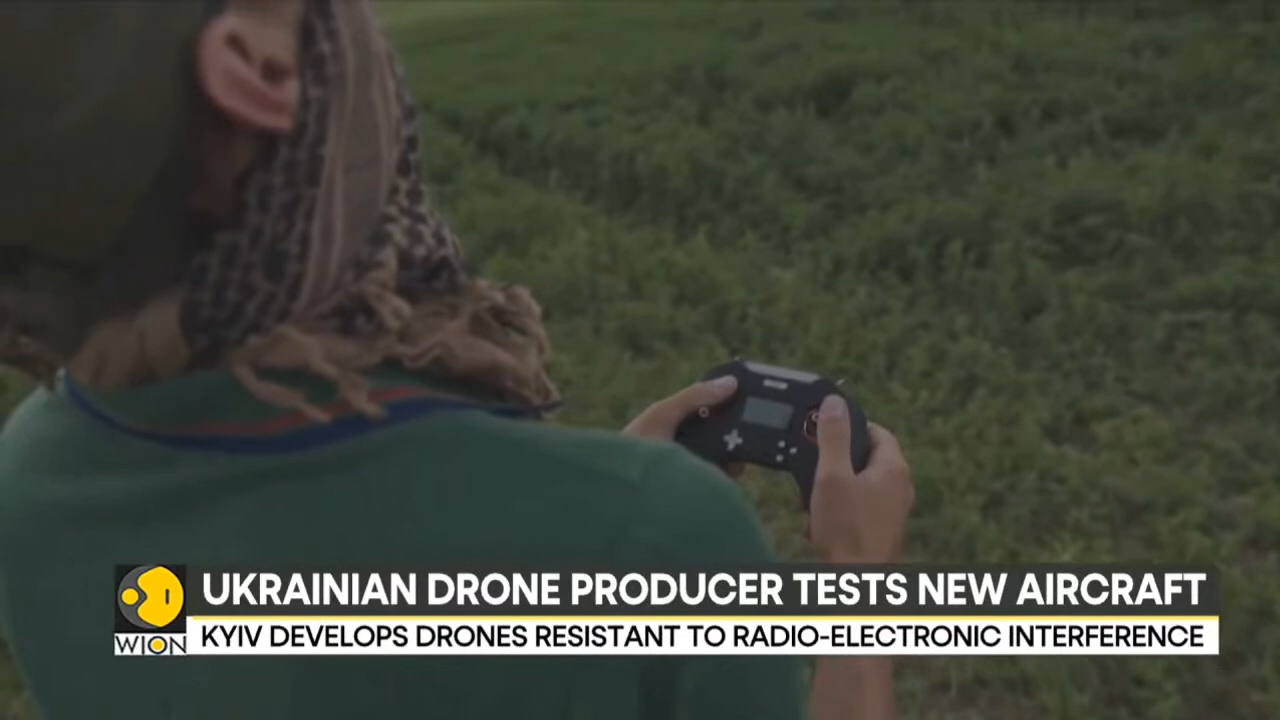 UKRAINIAN DRONE PRODUCER TESTS NEW AIRCRAFT
KYIV DEVELOPS DRONES RESISTANT TO RADIO-ELECTRONIC INTERFERENCE
WION